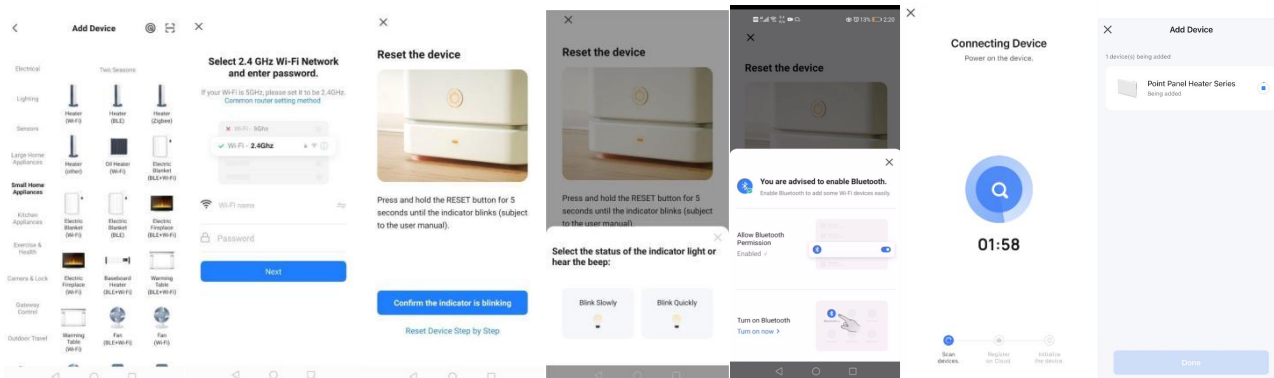 Add Device
Electrical
Lighting
Sensors
Large Home
Appliances
Small Home
Appliances
Kitchen
Appliances
Exercise &
Health
Camera & Lock
Gateway
Control
Outdoor Travel
Two Seasons
Heater
(Wi-Fi)
Heater
(BLE)
Heater
(Zigbee)
Heater
(other)
Oil Heater
(Wi-Fi)
Electric
Blanket
(BLE+Wi-Fi)
Electric
Blanket
(Wi-Fi)
Electric
Blanket
(BLE)
Electric
Fireplace
(BLE+Wi-Fi)
Electric
Fireplace
(Wi-Fi)
Baseboard
Heater
(BLE+Wi-Fi)
Warming
Table
(BLE+Wi-Fi)
Warming
Table
(Wi-Fi)
Fan
(BLE+Wi-Fi)
Fan
(Wi-Fi)
Select 2.4 GHz Wi-Fi Network
and enter password.
If your Wi-Fi is 5GHz, please set it to be 2.4GHz.
Common router setting method
Wi-Fi - 5Ghz
Wi-Fi - 2.4Ghz
Wi-Fi name
Password
Next
Reset the device
Press and hold the RESET button for 5
seconds until the indicator blinks (subject
to the user manual).
Confirm the indicator is blinking
Reset Device Step by Step
Reset the device
Press and hold the RESET button for 5
seconds until the indicator blinks (subject
to the user manual).
Select the status of the indicator light or
hear the beep:
Blink Slowly
Blink Quickly
13% 2:20
Reset the device
You are advised to enable Bluetooth.
Enable Bluetooth to add some Wi-Fi devices easily.
Allow Bluetooth
Permission
Enabled
Turn on Bluetooth
Turn on now >
Connecting Device
Power on the device.
01:58
Scan
devices.
Register
on Cloud.
Initialize
the device.
Add Device
1 device(s) being added
Point Panel Heater Series
Being added
Done